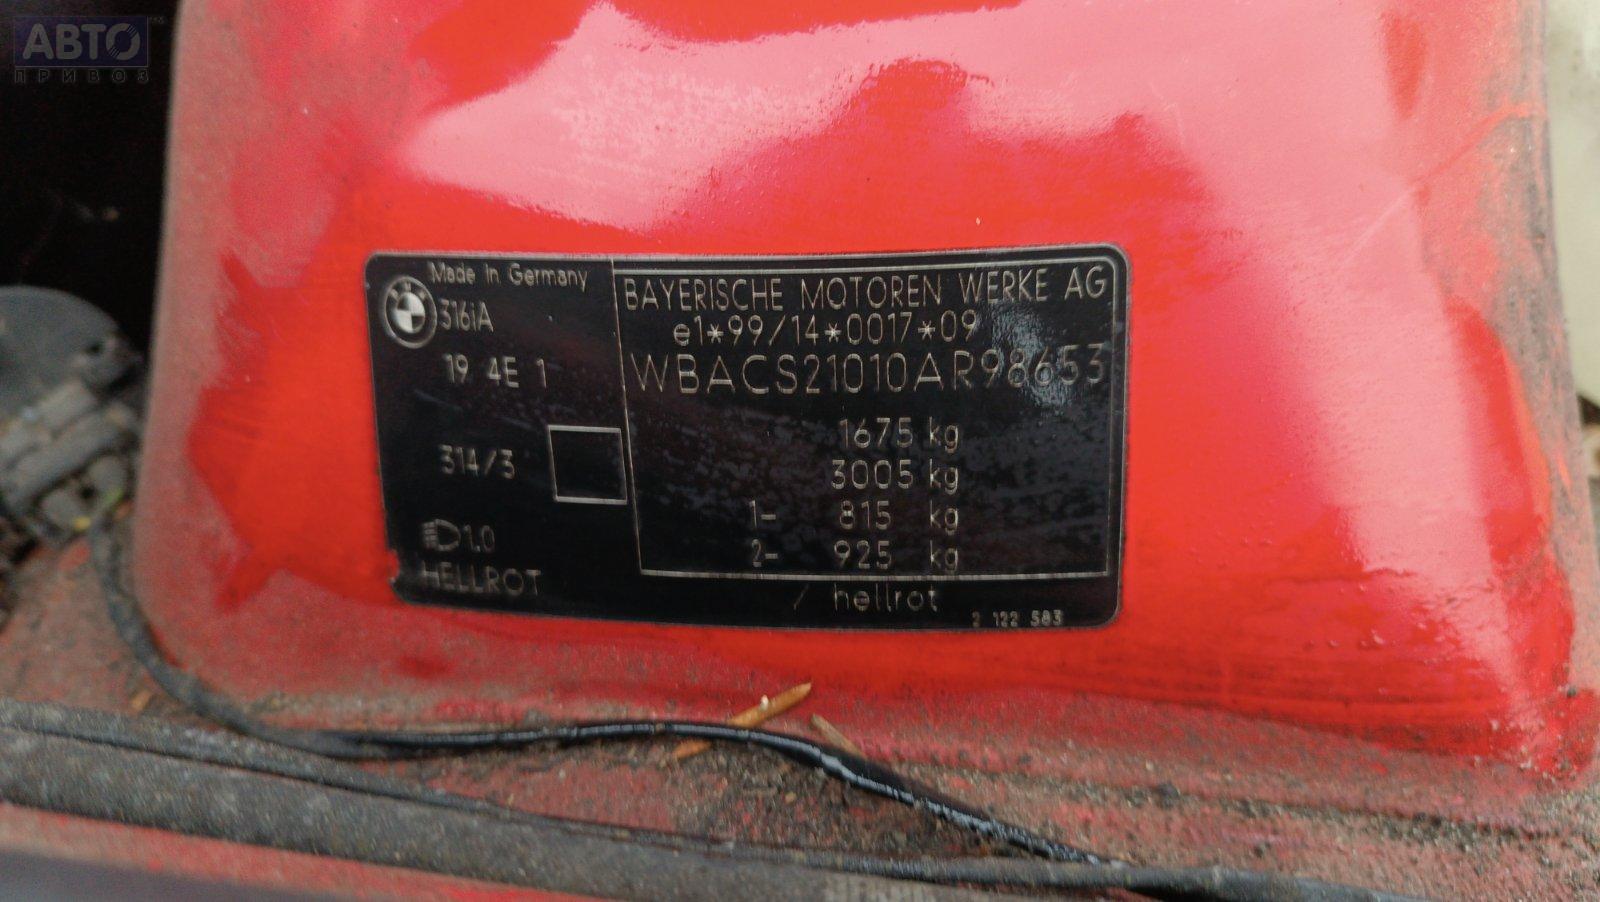 АВТО
ПРИВОЗ
Made In Germany
316iA
19 4E 1
314/3
1.0
HELLROT
BAYERISCHE MOTOREN WERKE AG
e1*99/14*0017*09
WBACS21010AR98653
1675 kg
3005 kg
1- 815 kg
2- 925 kg
/ hellrot
2 122 583